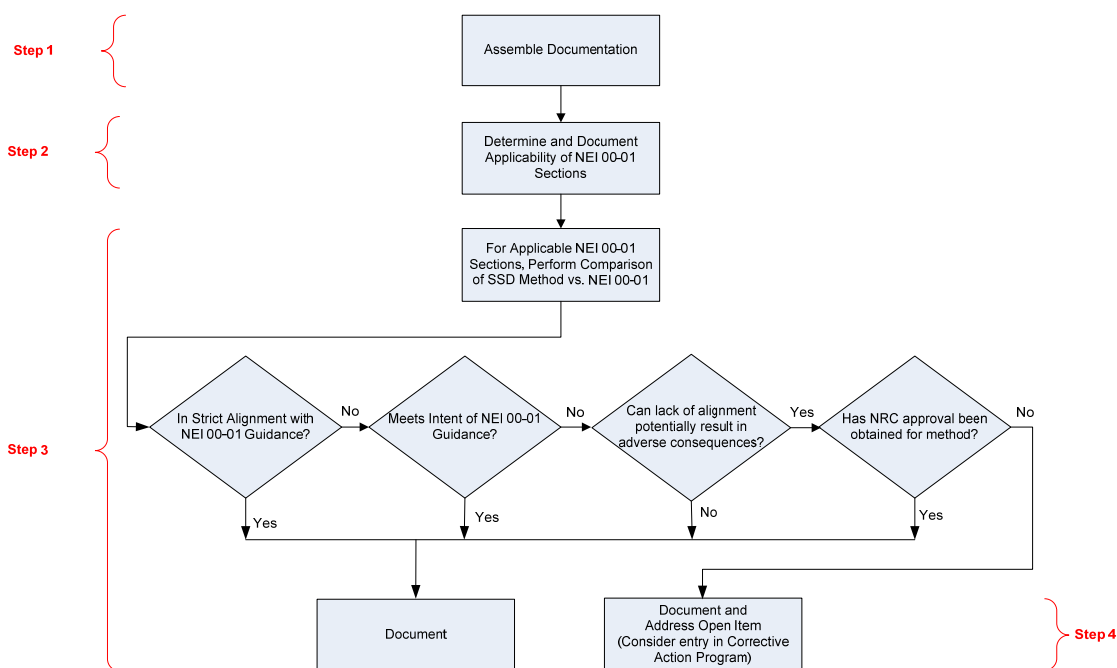 Step 1
Assemble Documentation
Step 2
Determine and Document
Applicability of NEI 00-01
Sections
For Applicable NEI 00-01
Sections, Perform Comparison
of SSD Method vs. NEI 00-01
Step 3
In Strict Alignment with
NEI 00-01 Guidance?
No
Yes
Meets Intent of NEI 00-01
Guidance?
No
Yes
Can lack of alignment
potentially result in
adverse consequences?
Yes
No
Has NRC approval been
obtained for method?
No
Yes
Document
Document and
Address Open Item
(Consider entry in Corrective
Action Program)
Step 4